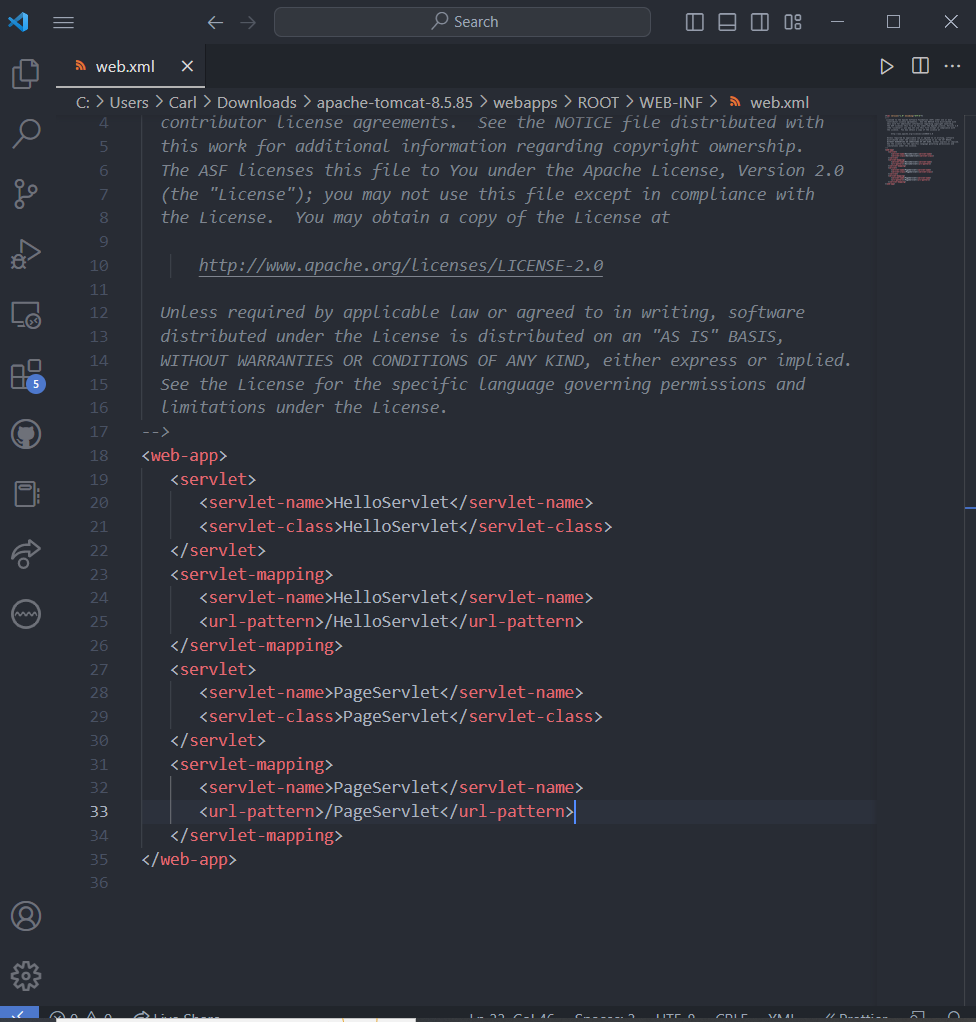 Search
web.xml
C: > Users > Carl > Downloads > apache-tomcat-8.5.85 > webapps > ROOT > WEB-INF > web.xml
4 contributor license agreements.  See the NOTICE file distributed with
5 this work for additional information regarding copyright ownership.
6 The ASF licenses this file to You under the Apache License, Version 2.0
7 (the "License"); you may not use this file except in compliance with
8 the License.  You may obtain a copy of the License at
9
10 http://www.apache.org/licenses/LICENSE-2.0
11
12 Unless required by applicable law or agreed to in writing, software
13 distributed under the License is distributed on an "AS IS" BASIS,
14 WITHOUT WARRANTIES OR CONDITIONS OF ANY KIND, either express or implied.
15 See the License for the specific language governing permissions and
16 limitations under the License.
17 -->
18 <web-app>
19 <servlet>
20 <servlet-name>HelloServlet</servlet-name>
21 <servlet-class>HelloServlet</servlet-class>
22 </servlet>
23 <servlet-mapping>
24 <servlet-name>HelloServlet</servlet-name>
25 <url-pattern>/HelloServlet</url-pattern>
26 </servlet-mapping>
27 <servlet>
28 <servlet-name>PageServlet</servlet-name>
29 <servlet-class>PageServlet</servlet-class>
30 </servlet>
31 <servlet-mapping>
32 <servlet-name>PageServlet</servlet-name>
33 <url-pattern>/PageServlet</url-pattern>
34 </servlet-mapping>
35 </web-app>
36
5
0 0 Live Share UTF-8 CRLF XML Prettier